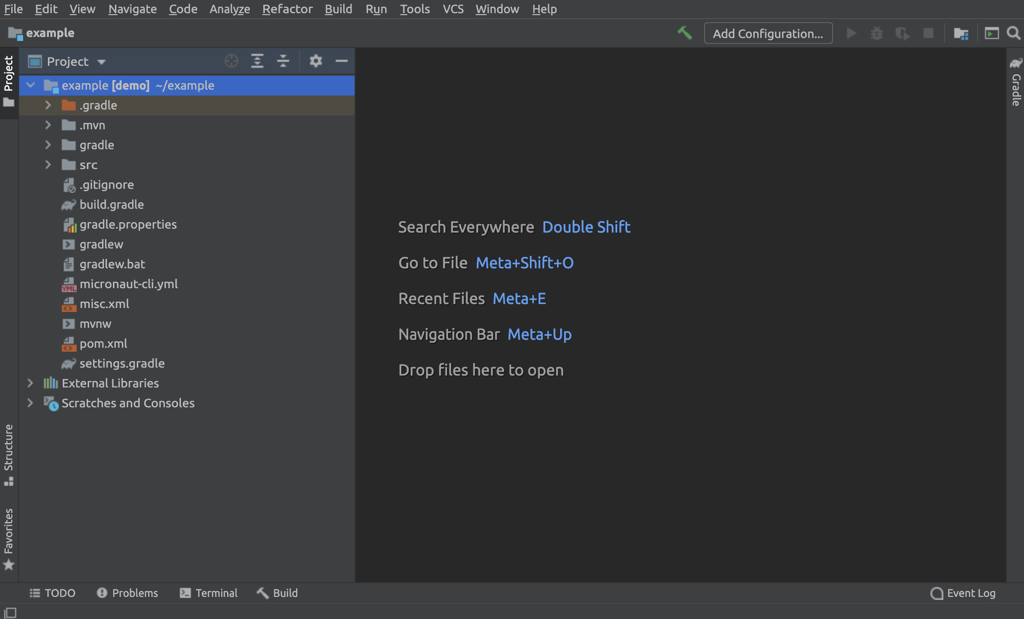 File Edit View Navigate Code Analyze Refactor Build Run Tools VCS Window Help
example
Add Configuration...
Project
Project
example [demo] ~/example
.gradle
.mvn
gradle
src
.gitignore
build.gradle
gradle.properties
gradlew
gradlew.bat
micronaut-cli.yml
misc.xml
mvnw
pom.xml
settings.gradle
External Libraries
Scratches and Consoles
Structure
Favorites
Search Everywhere Double Shift
Go to File Meta+Shift+O
Recent Files Meta+E
Navigation Bar Meta+Up
Drop files here to open
Gradle
TODO Problems Terminal Build Event Log